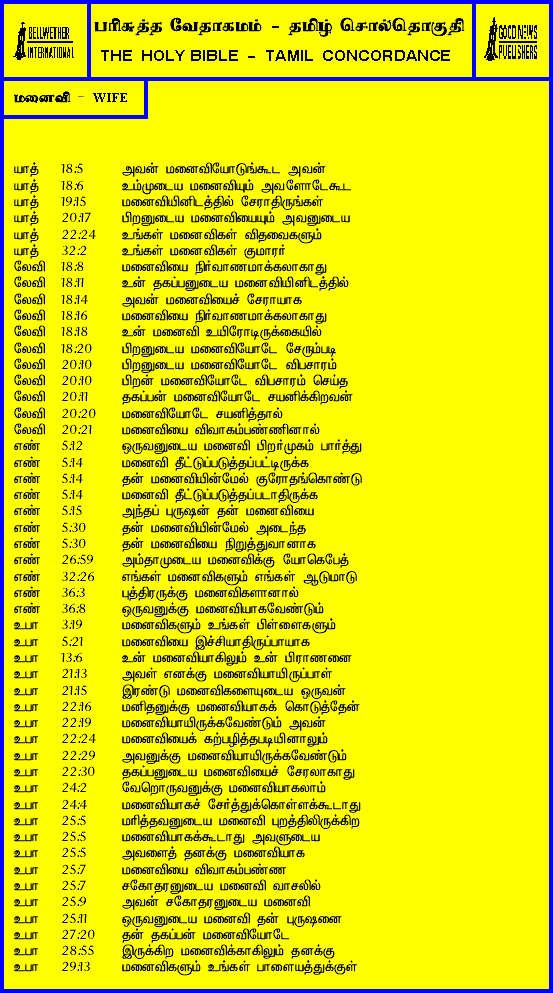 BELLWETHER
INTERNATIONAL
பரிசுத்த வேதாகமம் - தமிழ் சொல்தொகுதி
THE HOLY BIBLE - TAMIL CONCORDANCE
GOOD NEWS
PUBLISHERS
மனைவி - WIFE
யாத் 18:5 அவன் மனைவியோடுங்கூட அவன்
யாத் 18:6 உம்முடைய மனைவியும் அவளோடேகூட
யாத் 19:15 மனைவியினிடத்தில் சேராதிருங்கள்
யாத் 20:17 பிறனுடைய மனைவியையும் அவனுடைய
யாத் 22:24 உங்கள் மனைவிகள் விதவைகளும்
யாத் 32:2 உங்கள் மனைவிகள் குமாரர்
லேவி 18:8 மனைவியை நிர்வாணமாக்கலாகாது
லேவி 18:11 உன் தகப்பனுடைய மனைவியினிடத்தில்
லேவி 18:14 அவன் மனைவியைச் சேராயாக
லேவி 18:16 மனைவியை நிர்வாணமாக்கலாகாது
லேவி 18:18 உன் மனைவி உயிரோடிருக்கையில்
லேவி 18:20 பிறனுடைய மனைவியோடே சேரும்படி
லேவி 20:10 பிறனுடைய மனைவியோடே விபசாரம்
லேவி 20:10 பிறன் மனைவியோடே விபசாரம் செய்த
லேவி 20:11 தகப்பன் மனைவியோடே சயனிக்கிறவன்
லேவி 20:20 மனைவியோடே சயனித்தால்
லேவி 20:21 மனைவியை விவாகம்பண்ணினால்
எண் 5:12 ஒருவனுடைய மனைவி பிறர்முகம் பார்த்து
எண் 5:14 மனைவி தீட்டுப்படுத்தப்பட்டிருக்க
எண் 5:14 தன் மனைவியின்மேல் குரோதங்கொண்டு
எண் 5:14 மனைவி தீட்டுப்படுத்தப்படாதிருக்க
எண் 5:15 அந்தப் புருஷன் தன் மனைவியை
எண் 5:30 தன் மனைவியின்மேல் அடைந்த
எண் 5:30 தன் மனைவியை நிறுத்துவானாக
எண் 26:59 அம்தாமுடைய மனைவிக்கு யோகெபேத்
எண் 32:26 எங்கள் மனைவிகளும் எங்கள் ஆடுமாடு
எண் 36:3 புத்திரருக்கு மனைவிகளானால்
எண் 36:8 ஒருவனுக்கு மனைவியாகவேண்டும்
உபா 3:19 மனைவிகளும் உங்கள் பிள்ளைகளும்
உபா 5:21 மனைவியை இச்சியாதிருப்பாயாக
உபா 13:6 உன் மனைவியாகிலும் உன் பிராணனை
உபா 21:13 அவள் எனக்கு மனைவியாயிருப்பாள்
உபா 21:15 இரண்டு மனைவிகளையுடைய ஒருவன்
உபா 22:16 மனிதனுக்கு மனைவியாகக் கொடுத்தேன்
உபா 22:19 மனைவியாயிருக்கவேண்டும் அவன்
உபா 22:24 மனைவியைக் கற்பழித்தபடியினாலும்
உபா 22:29 அவனுக்கு மனைவியாயிருக்கவேண்டும்
உபா 22:30 தகப்பனுடைய மனைவியைச் சேரலாகாது
உபா 24:2 வேறொருவனுக்கு மனைவியாகலாம்
உபா 24:4 மனைவியாகச் சேர்த்துக்கொள்ளக்கூடாது
உபா 25:5 மரித்தவனுடைய மனைவி புறத்திலிருக்கிற
உபா 25:5 மனைவியாகக்கூடாது அவளுடைய
உபா 25:5 அவளைத் தனக்கு மனைவியாக
உபா 25:7 மனைவியை விவாகம்பண்ண
உபா 25:7 சகோதரனுடைய மனைவி வாசலில்
உபா 25:9 அவன் சகோதரனுடைய மனைவி
உபா 25:11 ஒருவனுடைய மனைவி தன் புருஷனை
உபா 27:20 தன் தகப்பன் மனைவியோடே
உபா 28:55 இருக்கிற மனைவிக்காகிலும் தனக்கு
உபா 29:13 மனைவிகளும் உங்கள் பாளையத்துக்குள்